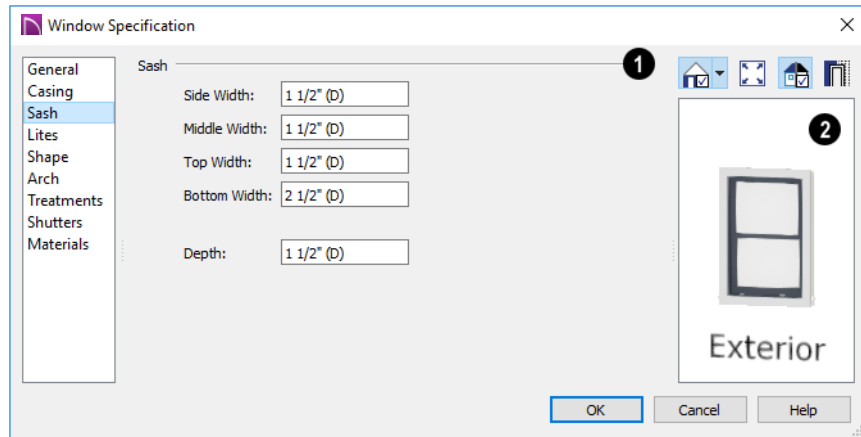 Window Specification
General
Casing
Sash
Lites
Shape
Arch
Treatments
Shutters
Materials
Sash
Side Width: 1 1/2" (D)
Middle Width: 1 1/2" (D)
Top Width: 1 1/2" (D)
Bottom Width: 2 1/2" (D)
Depth: 1 1/2" (D)
1
2
Exterior
OK
Cancel
Help